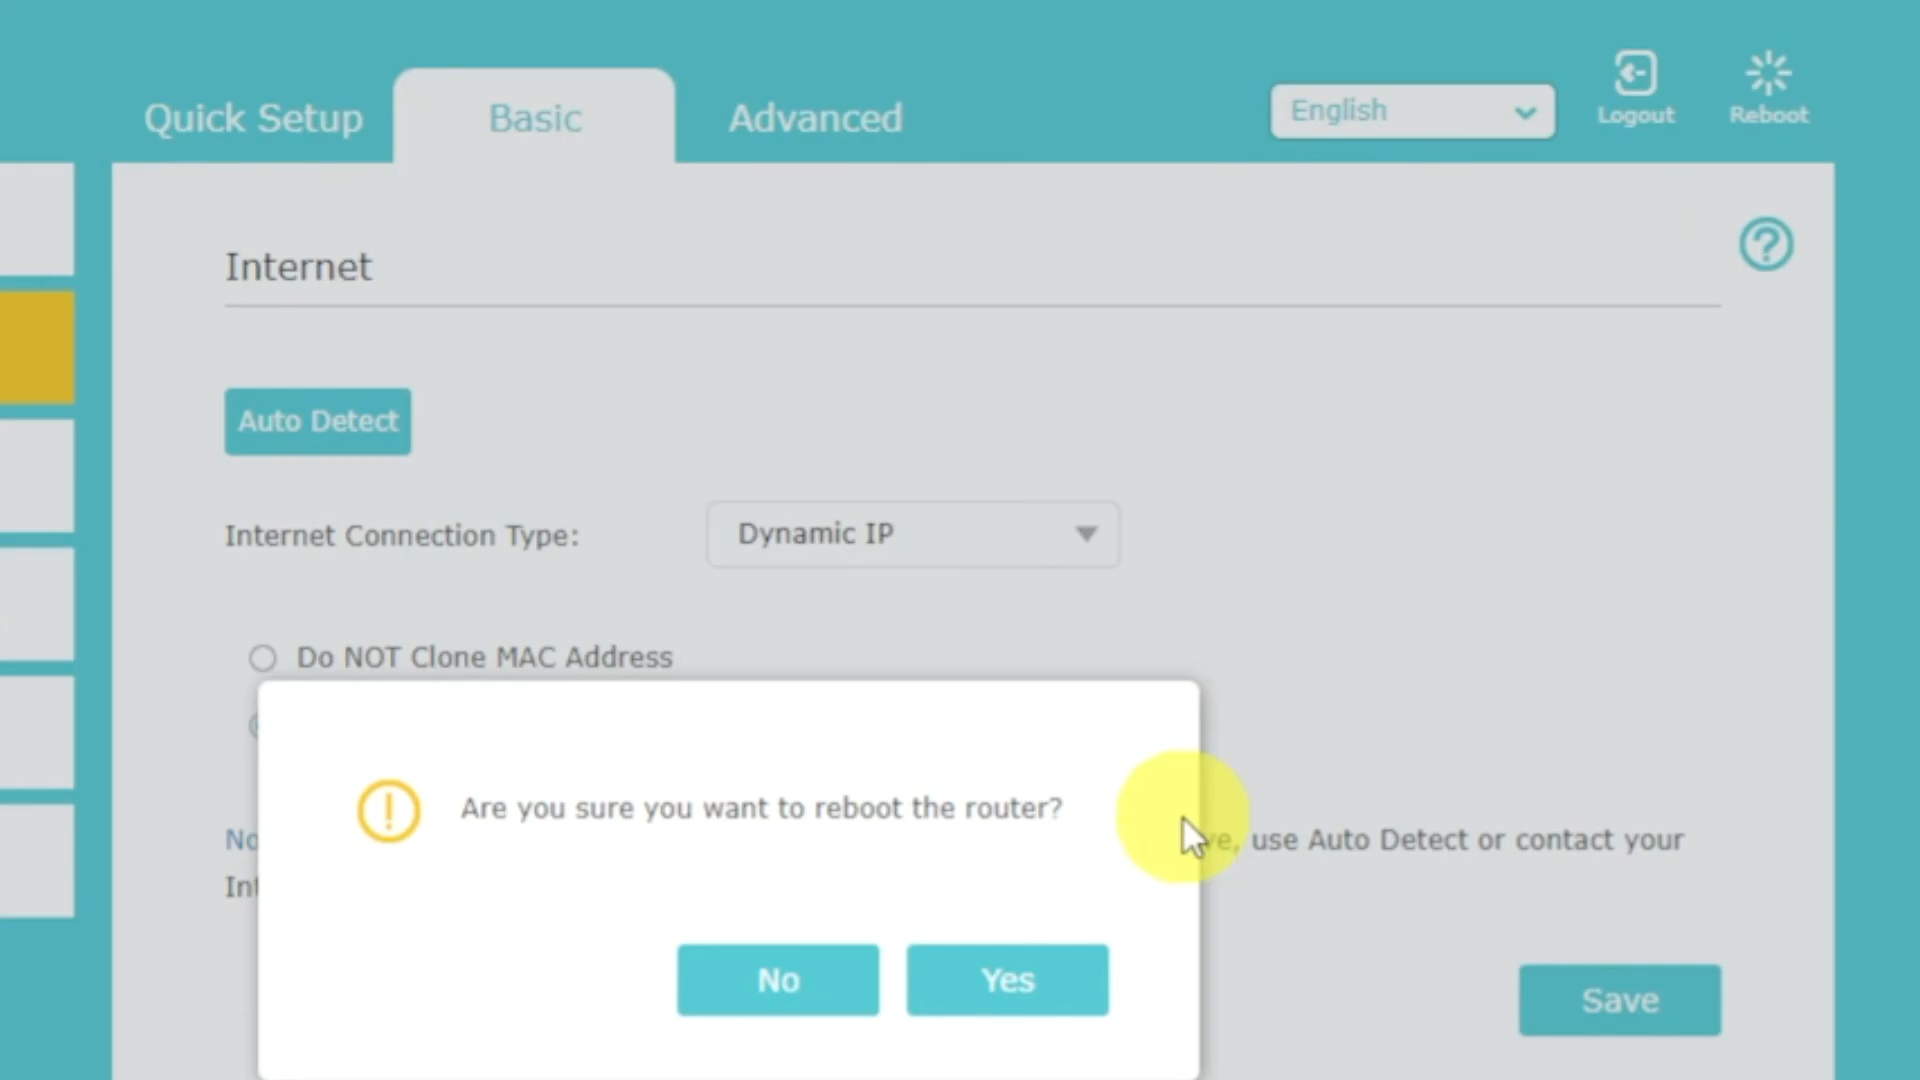 Quick Setup
Basic
Advanced
English
Logout
Reboot
Internet
Auto Detect
Internet Connection Type:
Dynamic IP
Do NOT Clone MAC Address
Are you sure you want to reboot the router?
use Auto Detect or contact your
No
Yes
Save